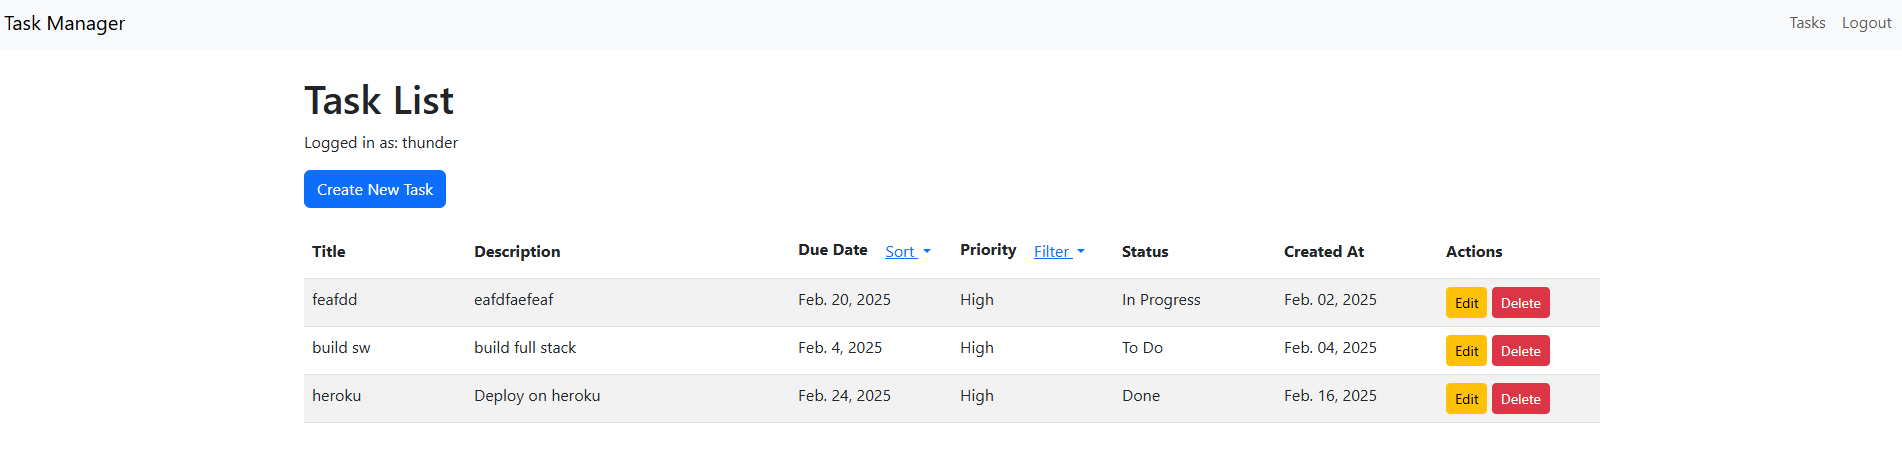 Task Manager Tasks Logout
Task List
Logged in as: thunder
Create New Task
Title Description Due Date Sort Priority Filter Status Created At Actions
feafdd eafdfaefeaf Feb. 20, 2025 High In Progress Feb. 02, 2025 Edit Delete
build sw build full stack Feb. 4, 2025 High To Do Feb. 04, 2025 Edit Delete
heroku Deploy on heroku Feb. 24, 2025 High Done Feb. 16, 2025 Edit Delete